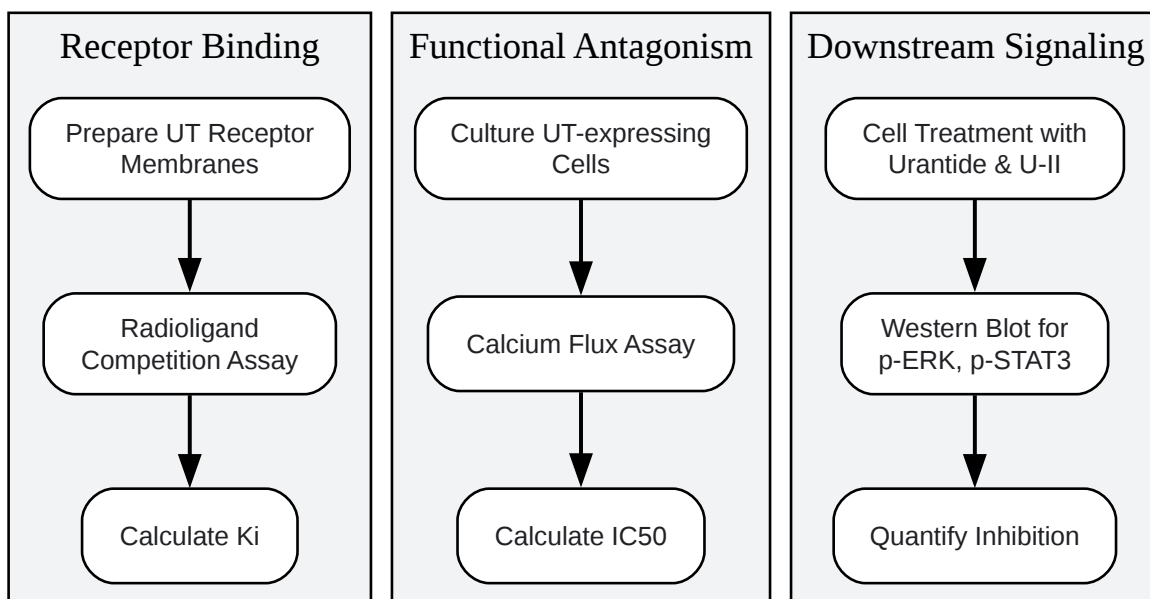 Receptor Binding
Prepare UT Receptor
Membranes
Radioligand
Competition Assay
Calculate Ki
Functional Antagonism
Culture UT-expressing
Cells
Calcium Flux Assay
Calculate IC50
Downstream Signaling
Cell Treatment with
Urantide & U-II
Western Blot for
p-ERK, p-STAT3
Quantify Inhibition